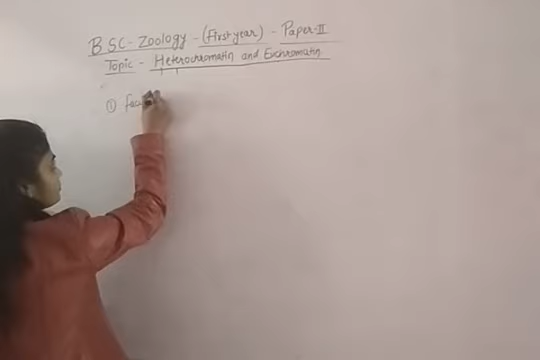 B.SC- Zoology - (First year) - Paper-II
Topic - Heterochromatin and Euchromatin
①